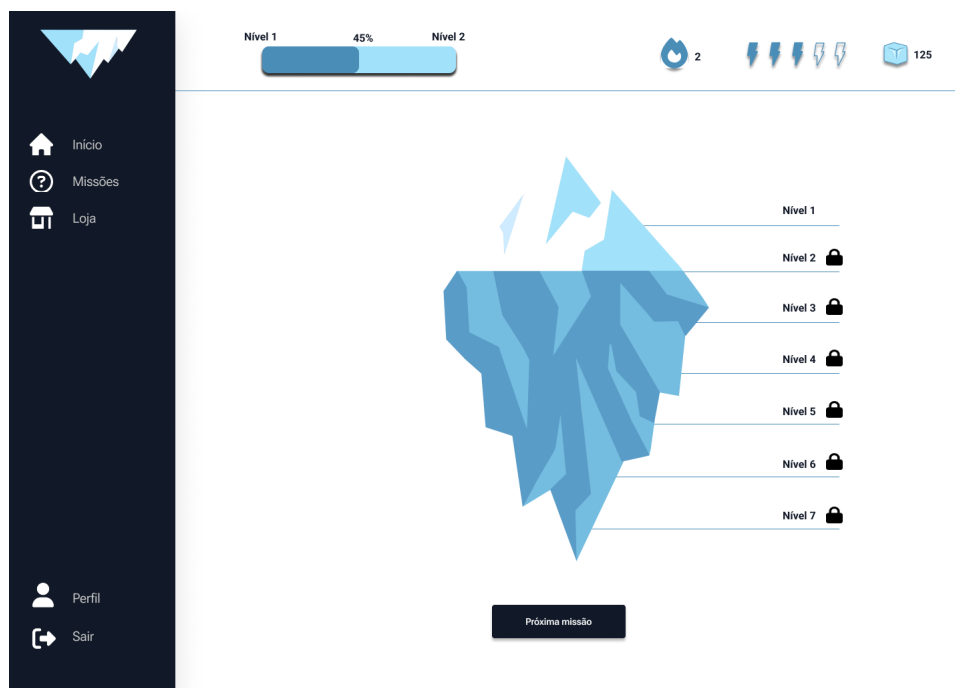 Nível 1
45%
Nível 2
2
125
Início
Missões
Loja
Nível 1
Nível 2
Nível 3
Nível 4
Nível 5
Nível 6
Nível 7
Perfil
Sair
Próxima missão